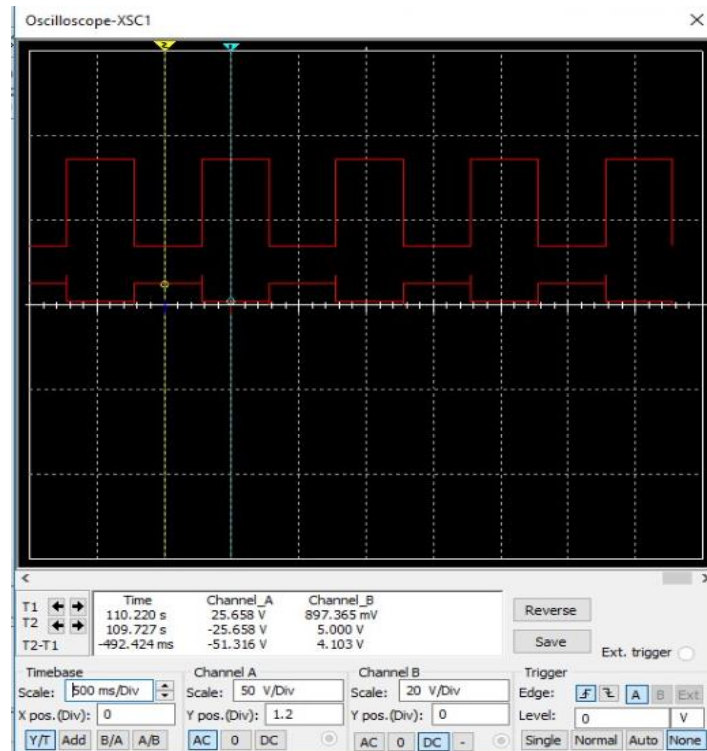 Oscilloscope-XSC1
2 1
Time Channel_A Channel_B
T1 110.220 s 25.658 V 897.365 mV
T2 109.727 s -25.658 V 5.000 V
T2-T1 -492.424 ms -51.316 V 4.103 V
Reverse
Save
Ext. trigger
Timebase
Scale: 500 ms/Div
X pos.(Div): 0
Y/T Add B/A A/B
Channel A
Scale: 50 V/Div
Y pos.(Div): 1.2
AC 0 DC
Channel B
Scale: 20 V/Div
Y pos.(Div): 0
AC 0 DC -
Trigger
Edge: A B Ext
Level: 0 V
Single Normal Auto None